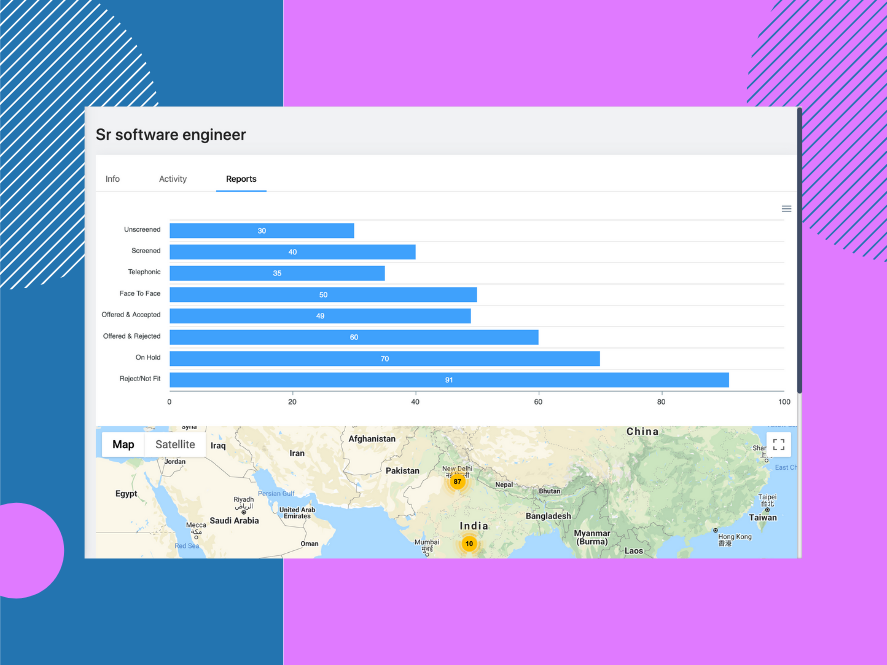 Sr software engineer
Info Activity Reports
Unscreened 30
Screened 40
Telephonic 35
Face To Face 50
Offered & Accepted 49
Offered & Rejected 60
On Hold 70
Reject/Not Fit 91
0 20 40 60 80 100
Map Satellite
Syria
Iraq
Iran
Afghanistan
China
Jordan
Pakistan
New Delhi
87
Nepal
Bhutan
Egypt
Persian Gulf
Riyadh
الرياض
Saudi Arabia
United Arab
Emirates
Mecca
مكة
Red Sea
Oman
Mumbai
मुंबई
India
10
Bangladesh
Myanmar
(Burma)
Laos
Taipei
台北
Taiwan
Hong Kong
香港
Shan
East Ch